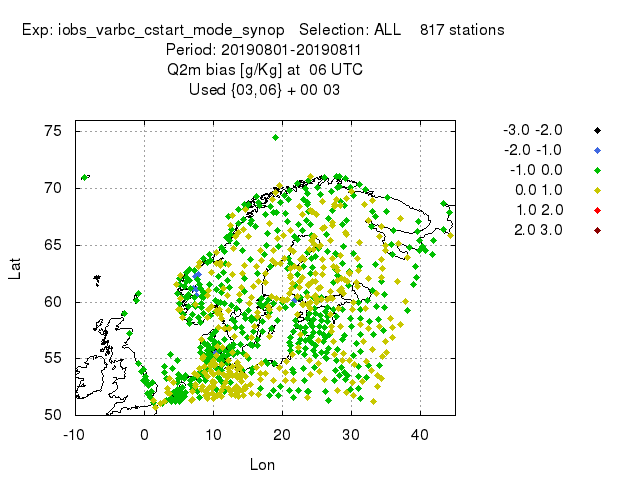 Exp: iobs_varbc_cstart_mode_synop   Selection: ALL    817 stations
Period: 20190801-20190811
Q2m bias [g/Kg] at  06 UTC
Used {03,06} + 00 03
-3.0 -2.0
-2.0 -1.0
-1.0 0.0
0.0 1.0
1.0 2.0
2.0 3.0
75
70
65
60
55
50
Lat
-10 0 10 20 30 40
Lon